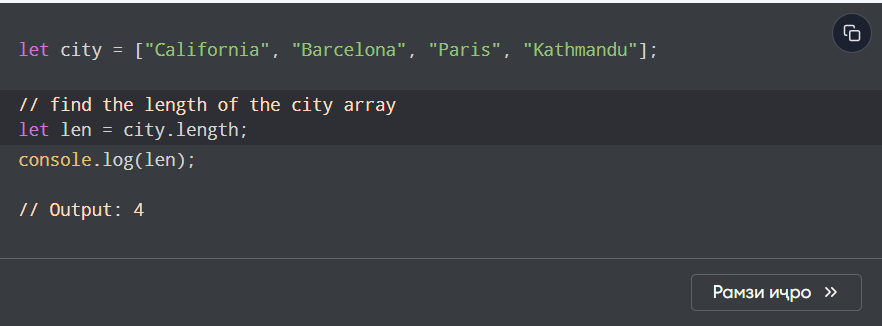 let city = ["California", "Barcelona", "Paris", "Kathmandu"];
// find the length of the city array
let len = city.length;
console.log(len);
// Output: 4
Рамзи иҷро »